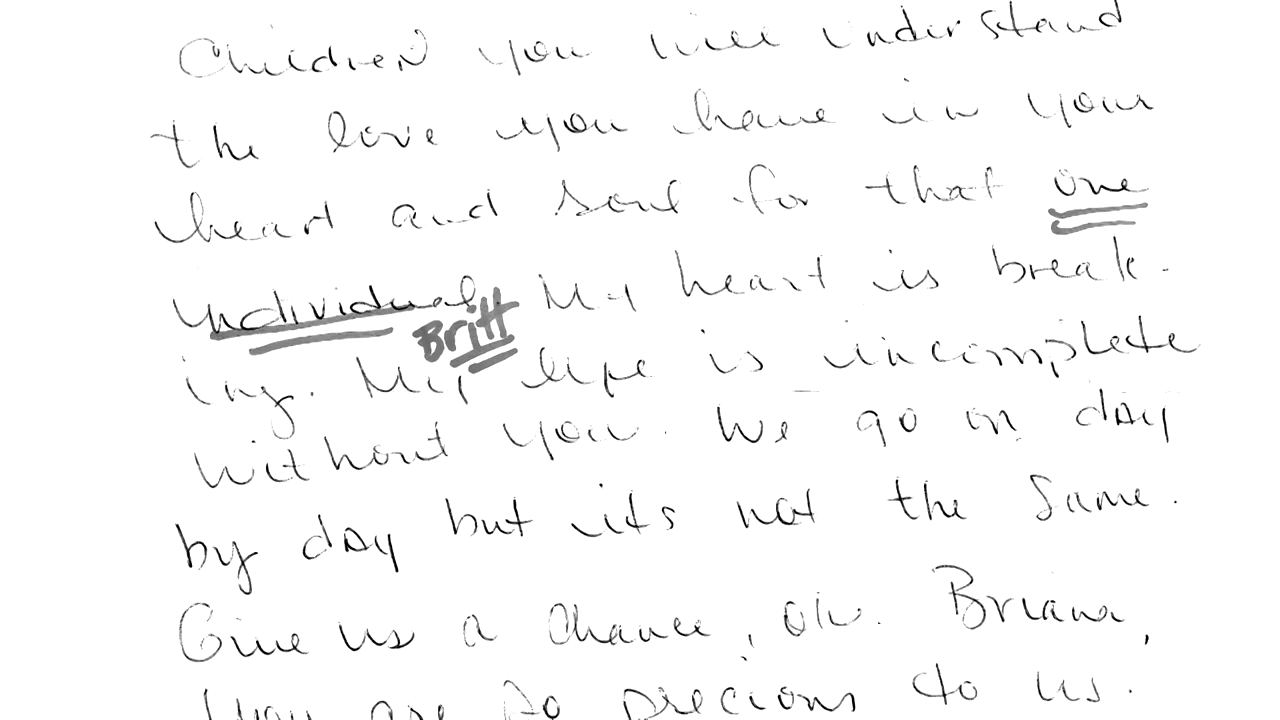 Children you will understand
the love you have in your
heart and soul for that one
individual. My heart is break-
Britt
ing. My life is incomplete
without you. We go on day
by day but its not the same.
Give us a chance, ok. Briana,
you are so precious to us.